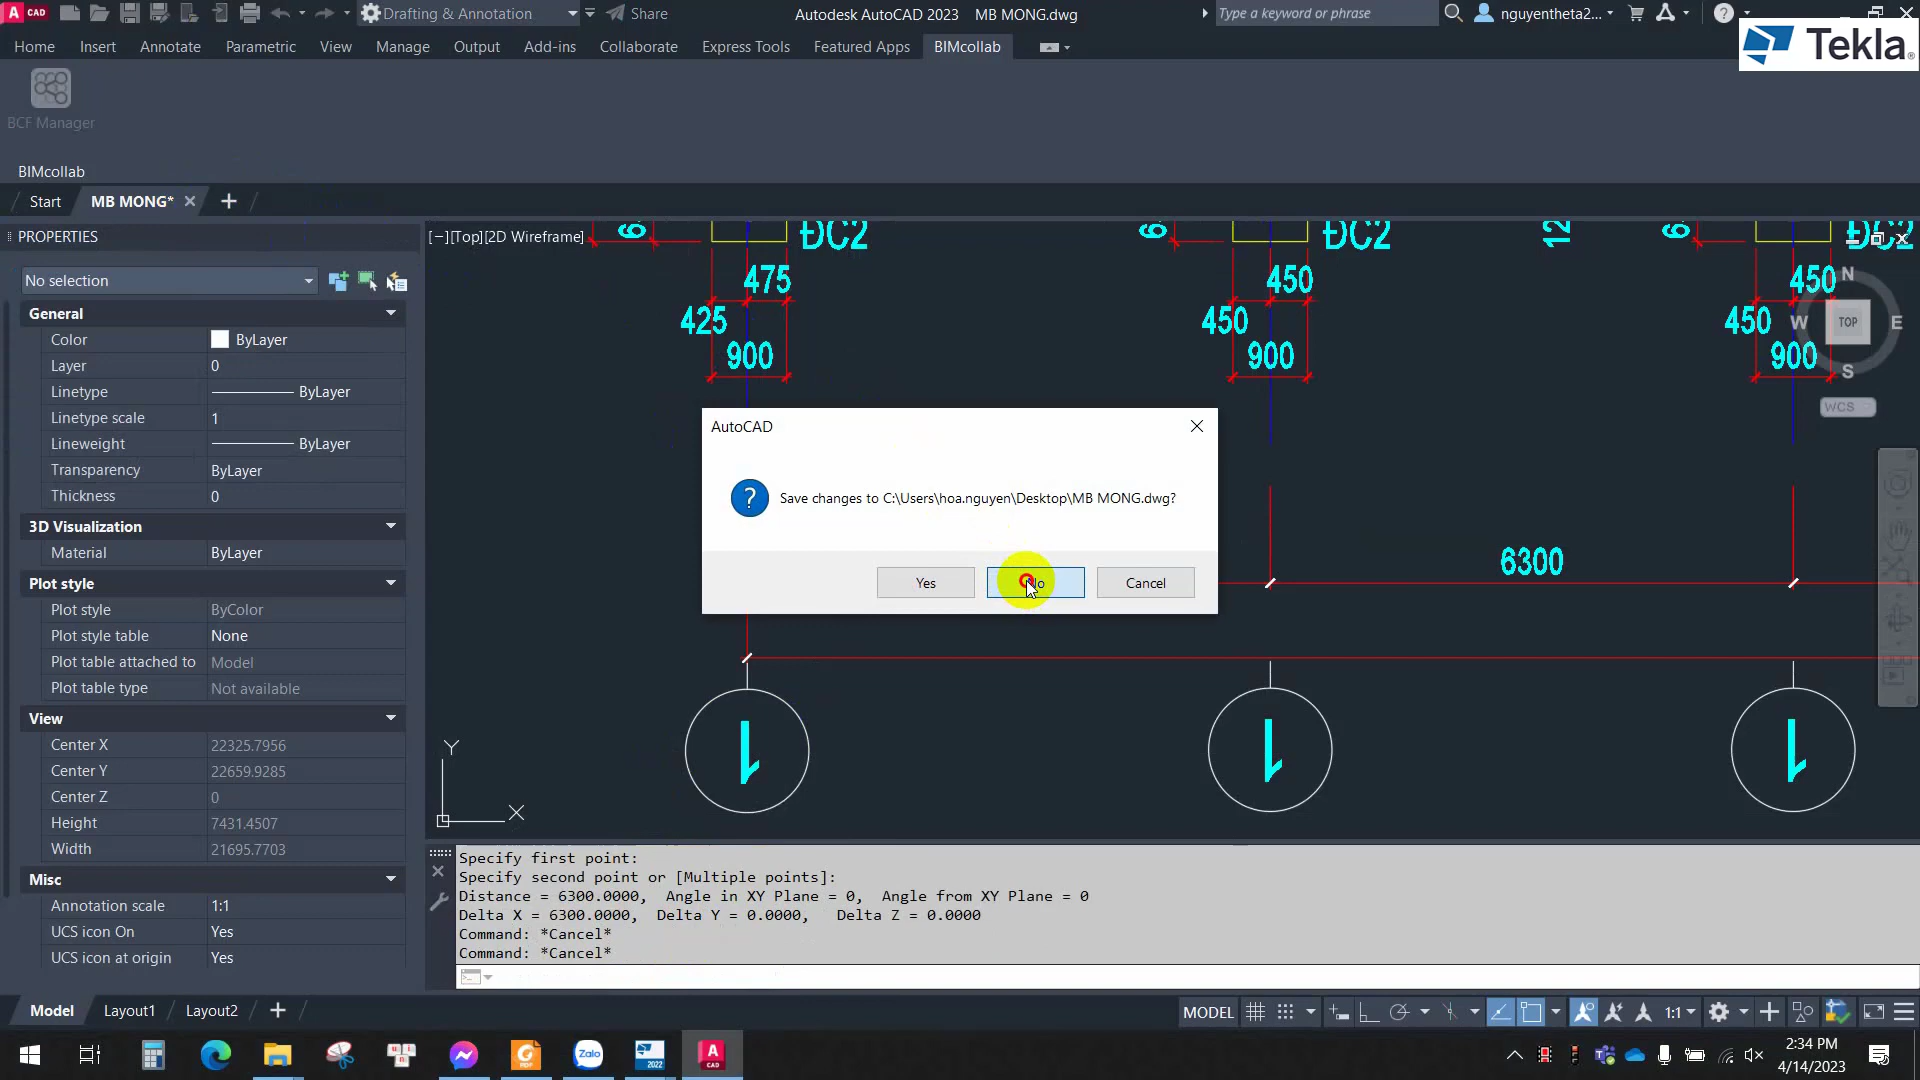 CAD
Drafting & Annotation
Share
Autodesk AutoCAD 2023 MB MONG.dwg
Type a keyword or phrase
nguyentheta2...
Tekla
Home Insert Annotate Parametric View Manage Output Add-ins Collaborate Express Tools Featured Apps BIMcollab
BCF Manager
BIMcollab
Start MB MONG*
PROPERTIES
[−][Top][2D Wireframe]
ĐC2
ĐC2
12
ĐC2
No selection
475
450
450
N
W
TOP
E
S
WCS
425
450
450
900
900
900
General
Color ByLayer
Layer 0
Linetype ByLayer
Linetype scale 1
Lineweight ByLayer
Transparency ByLayer
Thickness 0
3D Visualization
Material ByLayer
Plot style
Plot style ByColor
Plot style table None
Plot table attached to Model
Plot table type Not available
View
Center X 22325.7956
Center Y 22659.9285
Center Z 0
Height 7431.4507
Width 21695.7703
Misc
Annotation scale 1:1
UCS icon On Yes
UCS icon at origin Yes
AutoCAD
Save changes to C:\Users\hoa.nguyen\Desktop\MB MONG.dwg?
Yes
Cancel
6300
1
1
1
Y
X
Specify first point:
Specify second point or [Multiple points]:
Distance = 6300.0000, Angle in XY Plane = 0, Angle from XY Plane = 0
Delta X = 6300.0000, Delta Y = 0.0000, Delta Z = 0.0000
Command: *Cancel*
Command: *Cancel*
Model Layout1 Layout2
MODEL
1:1
Zalo
2022
CAD
2:34 PM
4/14/2023